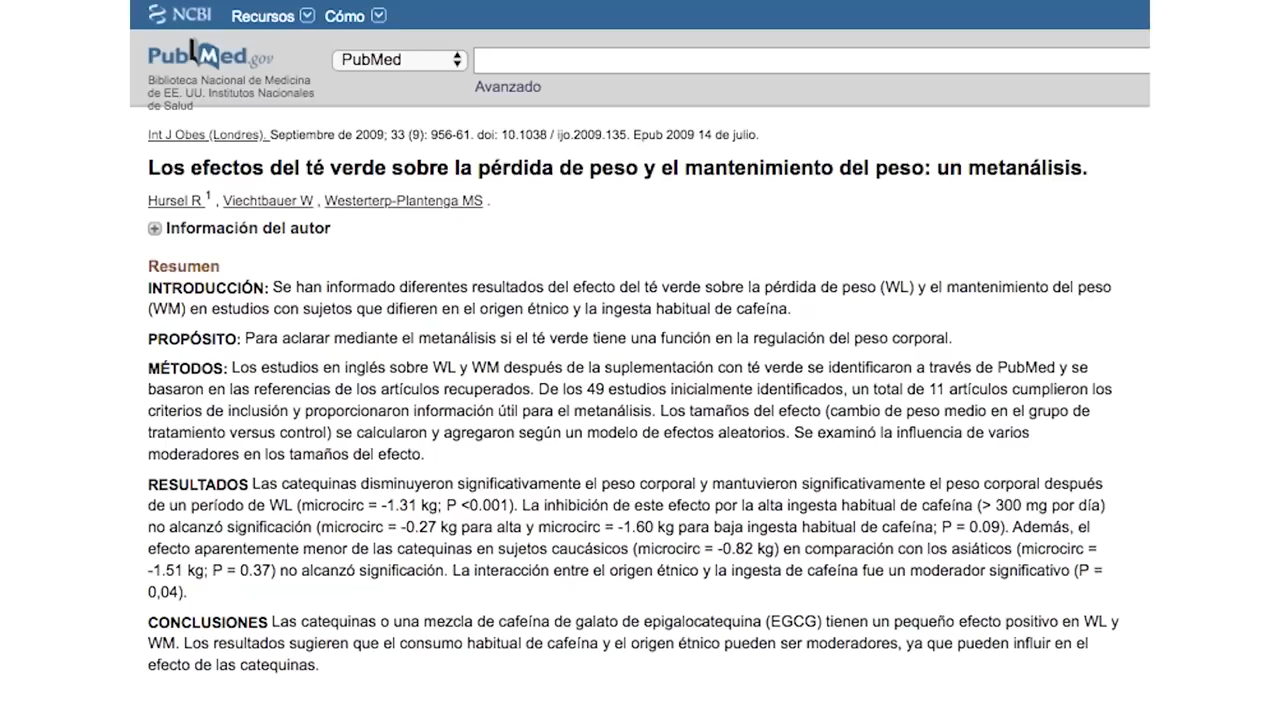 NCBI Recursos Cómo
PubMed.gov
PubMed
Biblioteca Nacional de Medicina
de EE. UU. Institutos Nacionales
de Salud
Avanzado
Int J Obes (Londres). Septiembre de 2009; 33 (9): 956-61. doi: 10.1038 / ijo.2009.135. Epub 2009 14 de julio.
Los efectos del té verde sobre la pérdida de peso y el mantenimiento del peso: un metanálisis.
Hursel R 1 , Viechtbauer W , Westerterp-Plantenga MS .
Información del autor
Resumen
INTRODUCCIÓN: Se han informado diferentes resultados del efecto del té verde sobre la pérdida de peso (WL) y el mantenimiento del peso
(WM) en estudios con sujetos que difieren en el origen étnico y la ingesta habitual de cafeína.
PROPÓSITO: Para aclarar mediante el metanálisis si el té verde tiene una función en la regulación del peso corporal.
MÉTODOS: Los estudios en inglés sobre WL y WM después de la suplementación con té verde se identificaron a través de PubMed y se
basaron en las referencias de los artículos recuperados. De los 49 estudios inicialmente identificados, un total de 11 artículos cumplieron los
criterios de inclusión y proporcionaron información útil para el metanálisis. Los tamaños del efecto (cambio de peso medio en el grupo de
tratamiento versus control) se calcularon y agregaron según un modelo de efectos aleatorios. Se examinó la influencia de varios
moderadores en los tamaños del efecto.
RESULTADOS Las catequinas disminuyeron significativamente el peso corporal y mantuvieron significativamente el peso corporal después
de un período de WL (microcirc = -1.31 kg; P <0.001). La inhibición de este efecto por la alta ingesta habitual de cafeína (> 300 mg por día)
no alcanzó significación (microcirc = -0.27 kg para alta y microcirc = -1.60 kg para baja ingesta habitual de cafeína; P = 0.09). Además, el
efecto aparentemente menor de las catequinas en sujetos caucásicos (microcirc = -0.82 kg) en comparación con los asiáticos (microcirc =
-1.51 kg; P = 0.37) no alcanzó significación. La interacción entre el origen étnico y la ingesta de cafeína fue un moderador significativo (P =
0,04).
CONCLUSIONES Las catequinas o una mezcla de cafeína de galato de epigalocatequina (EGCG) tienen un pequeño efecto positivo en WL y
WM. Los resultados sugieren que el consumo habitual de cafeína y el origen étnico pueden ser moderadores, ya que pueden influir en el
efecto de las catequinas.